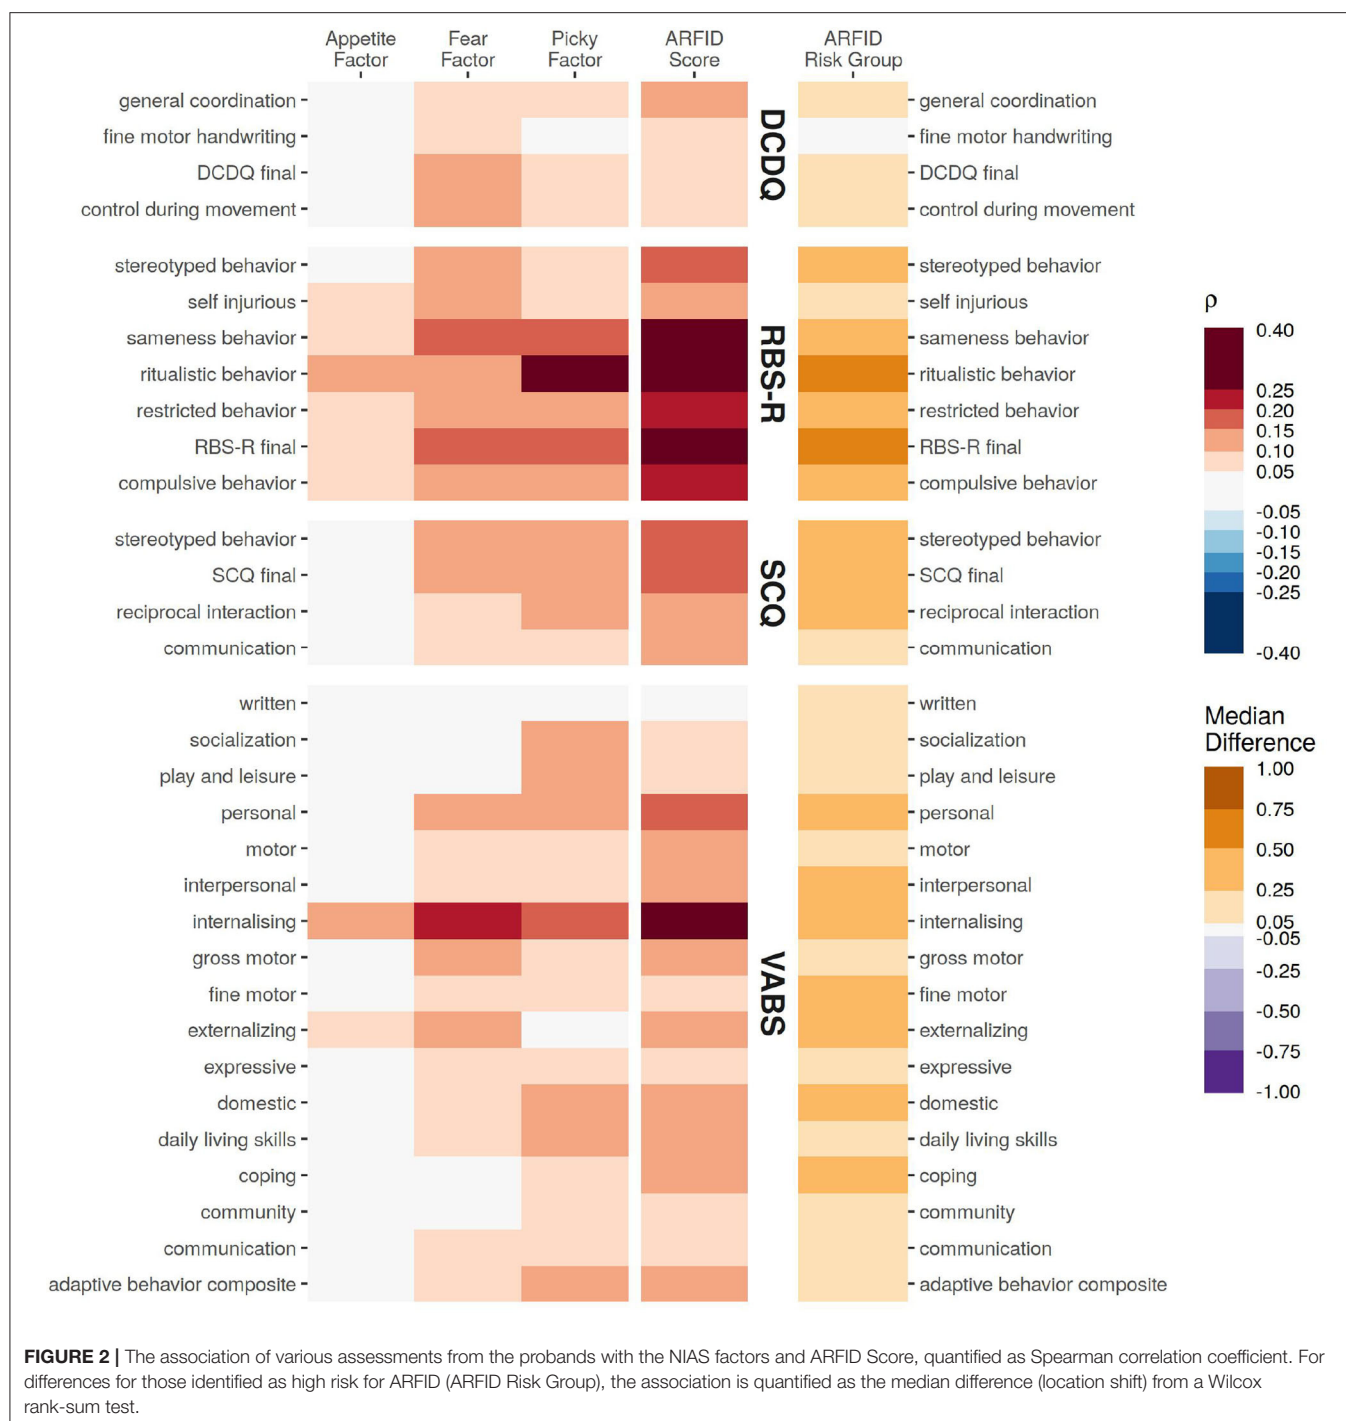 Appetite Factor
Fear Factor
Picky Factor
ARFID Score
ARFID Risk Group
DCDQ
general coordination general coordination
fine motor handwriting fine motor handwriting
DCDQ final DCDQ final
control during movement control during movement
RBS-R
stereotyped behavior stereotyped behavior
self injurious self injurious
sameness behavior sameness behavior
ritualistic behavior ritualistic behavior
restricted behavior restricted behavior
RBS-R final RBS-R final
compulsive behavior compulsive behavior
SCQ
stereotyped behavior stereotyped behavior
SCQ final SCQ final
reciprocal interaction reciprocal interaction
communication communication
VABS
written written
socialization socialization
play and leisure play and leisure
personal personal
motor motor
interpersonal interpersonal
internalising internalising
gross motor gross motor
fine motor fine motor
externalizing externalizing
expressive expressive
domestic domestic
daily living skills daily living skills
coping coping
community community
communication communication
adaptive behavior composite adaptive behavior composite
ρ
0.40
0.25
0.20
0.15
0.10
0.05
-0.05
-0.10
-0.15
-0.20
-0.25
-0.40
Median
Difference
1.00
0.75
0.50
0.25
0.05
-0.05
-0.25
-0.50
-0.75
-1.00
FIGURE 2 | The association of various assessments from the probands with the NIAS factors and ARFID Score, quantified as Spearman correlation coefficient. For
differences for those identified as high risk for ARFID (ARFID Risk Group), the association is quantified as the median difference (location shift) from a Wilcox
rank-sum test.